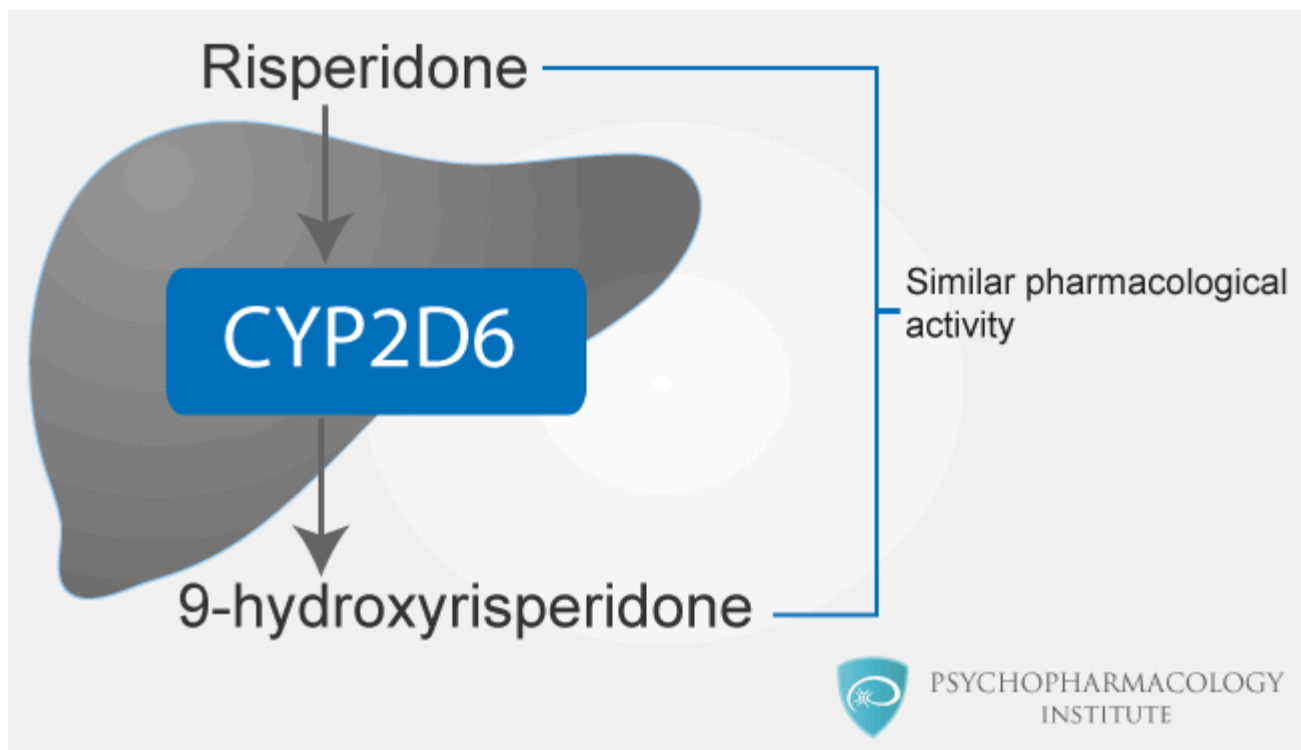 Risperidone
CYP2D6
Similar pharmacological
activity
9-hydroxyrisperidone
PSYCHOPHARMACOLOGY
INSTITUTE